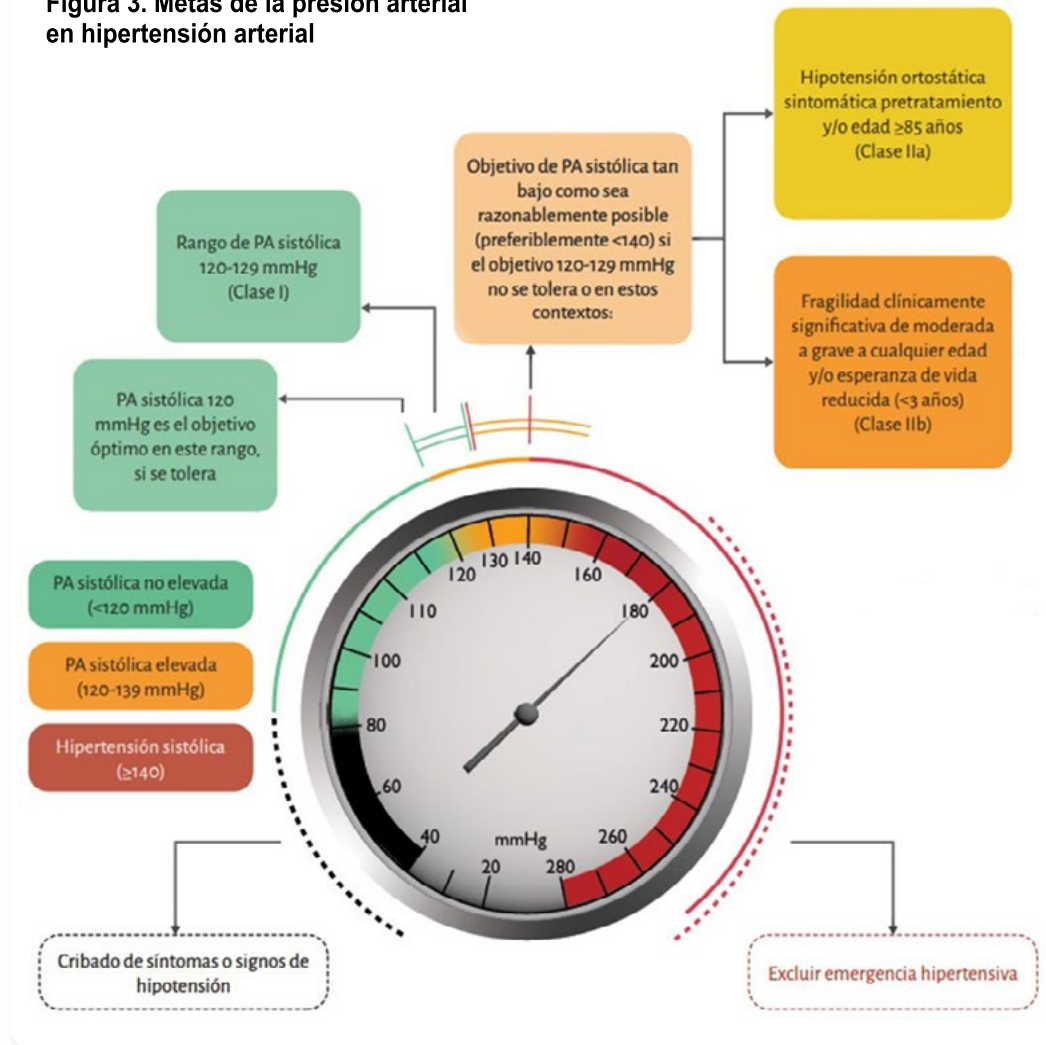 Figura 3. Metas de la presión arterial
en hipertensión arterial
Hipotensión ortostática
sintomática pretratamiento
y/o edad ≥85 años
(Clase IIa)
Objetivo de PA sistólica tan
bajo como sea
razonablemente posible
(preferiblemente <140) si
el objetivo 120-129 mmHg
no se tolera o en estos
contextos:
Rango de PA sistólica
120-129 mmHg
(Clase I)
Fragilidad clínicamente
significativa de moderada
a grave a cualquier edad
y/o esperanza de vida
reducida (<3 años)
(Clase IIb)
PA sistólica 120
mmHg es el objetivo
óptimo en este rango,
si se tolera
PA sistólica no elevada
(<120 mmHg)
PA sistólica elevada
(120-139 mmHg)
Hipertensión sistólica
(≥140)
20
40
60
80
100
110
120
130
140
160
180
200
220
240
260
280
mmHg
Cribado de síntomas o signos de
hipotensión
Excluir emergencia hipertensiva